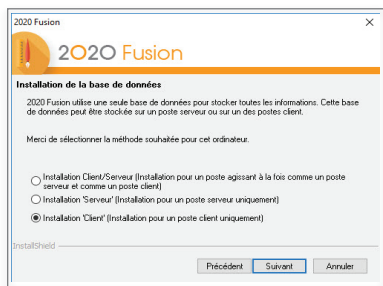 2020 Fusion
2020 Fusion
Installation de la base de données
2020 Fusion utilise une seule base de données pour stocker toutes les informations. Cette base
de données peut être stockée sur un poste serveur ou sur un des postes client.
Merci de sélectionner la méthode souhaitée pour cet ordinateur.
Installation Client/Serveur (Installation pour un poste agissant à la fois comme un poste
serveur et comme un poste client)
Installation 'Serveur' (Installation pour un poste serveur uniquement)
Installation 'Client' (Installation pour un poste client uniquement)
InstallShield
Précédent Suivant Annuler